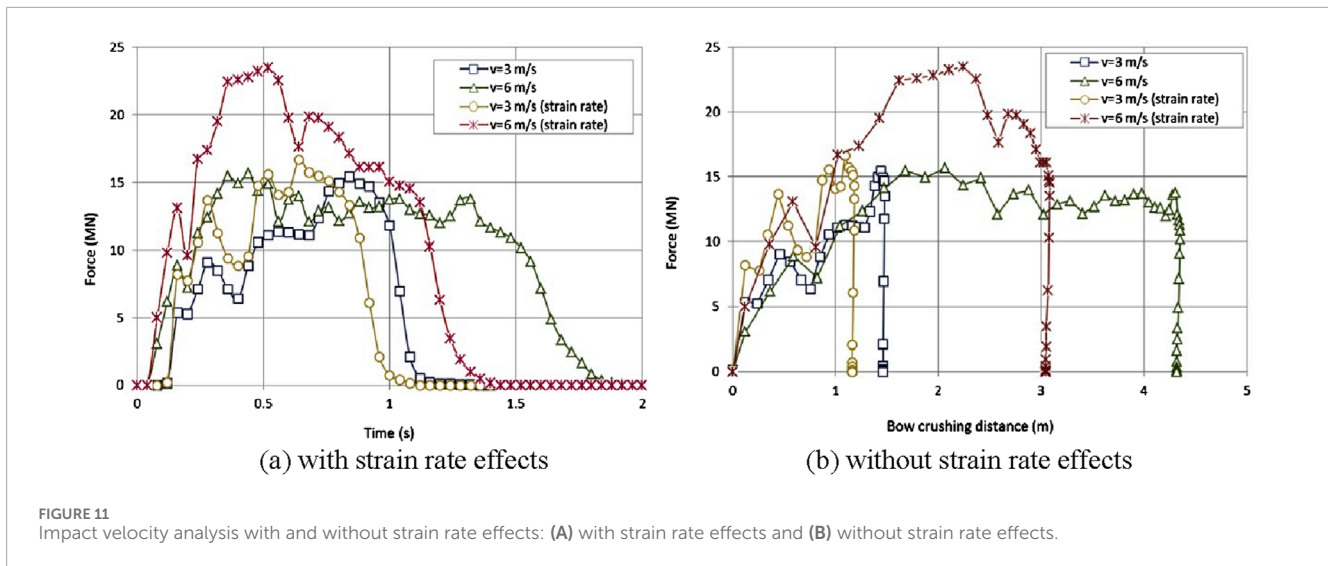 25
20
15
10
5
0
Force (MN)
v=3 m/s
v=6 m/s
v=3 m/s (strain rate)
v=6 m/s (strain rate)
0 0.5 1 1.5 2
Time (s)
(a) with strain rate effects
25
20
15
10
5
0
Force (MN)
v=3 m/s
v=6 m/s
v=3 m/s (strain rate)
v=6 m/s (strain rate)
0 1 2 3 4 5
Bow crushing distance (m)
(b) without strain rate effects
FIGURE 11
Impact velocity analysis with and without strain rate effects: (A) with strain rate effects and (B) without strain rate effects.